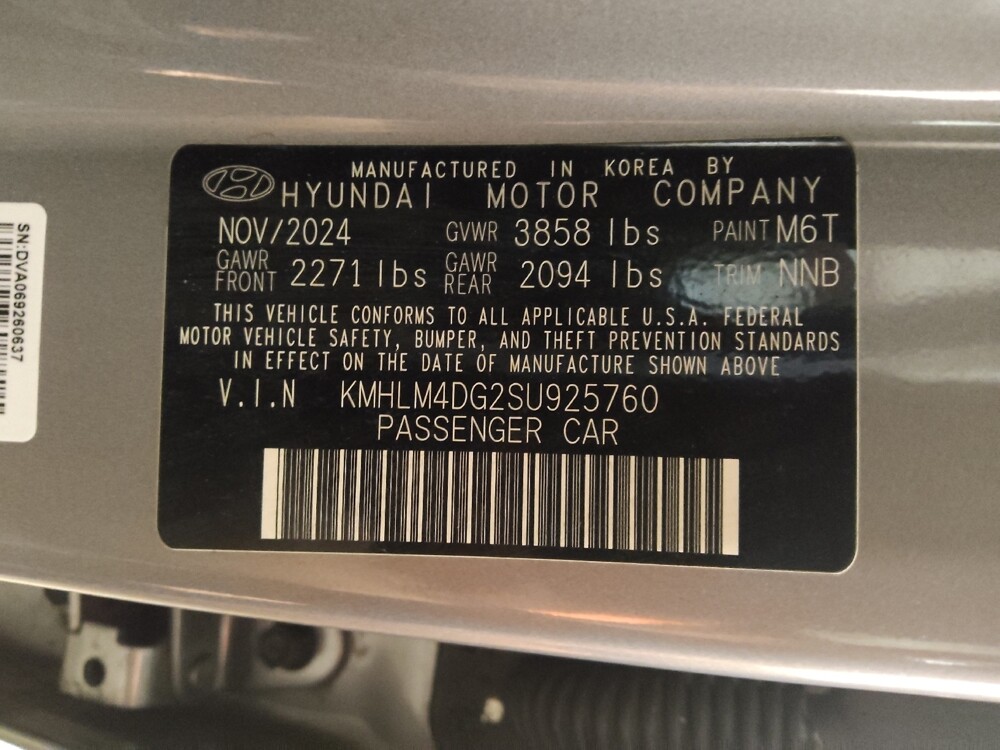 MANUFACTURED IN KOREA BY
HYUNDAI MOTOR COMPANY
NOV/2024 GVWR 3858 lbs PAINT M6T
GAWR FRONT 2271 lbs GAWR REAR 2094 lbs TRIM NNB
THIS VEHICLE CONFORMS TO ALL APPLICABLE U.S.A. FEDERAL
MOTOR VEHICLE SAFETY, BUMPER, AND THEFT PREVENTION STANDARDS
IN EFFECT ON THE DATE OF MANUFACTURE SHOWN ABOVE
V.I.N KMHLM4DG2SU925760
PASSENGER CAR
SN:DVA069260637